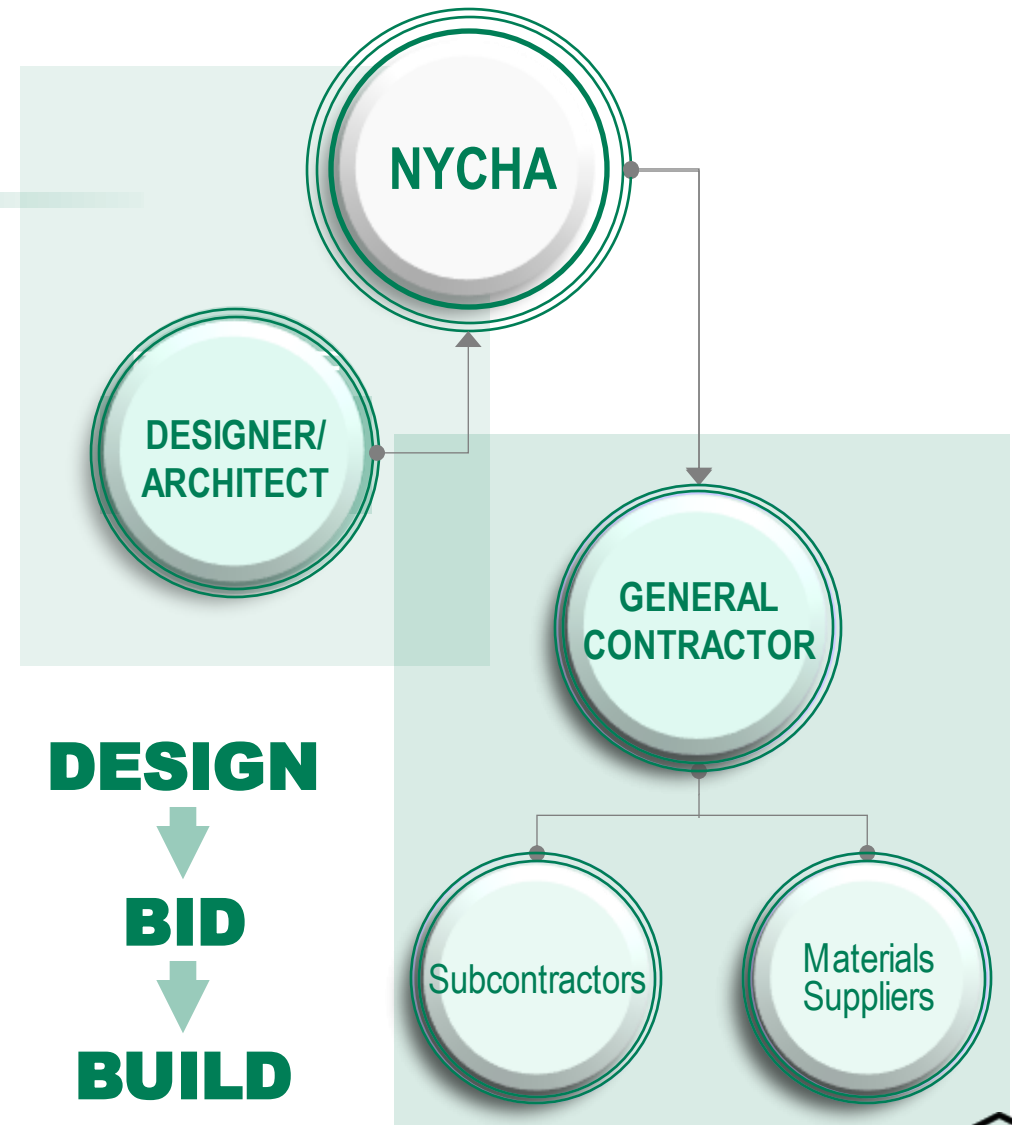 NYCHA
DESIGNER/
ARCHITECT
GENERAL
CONTRACTOR
DESIGN
BID
BUILD
Subcontractors
Materials
Suppliers